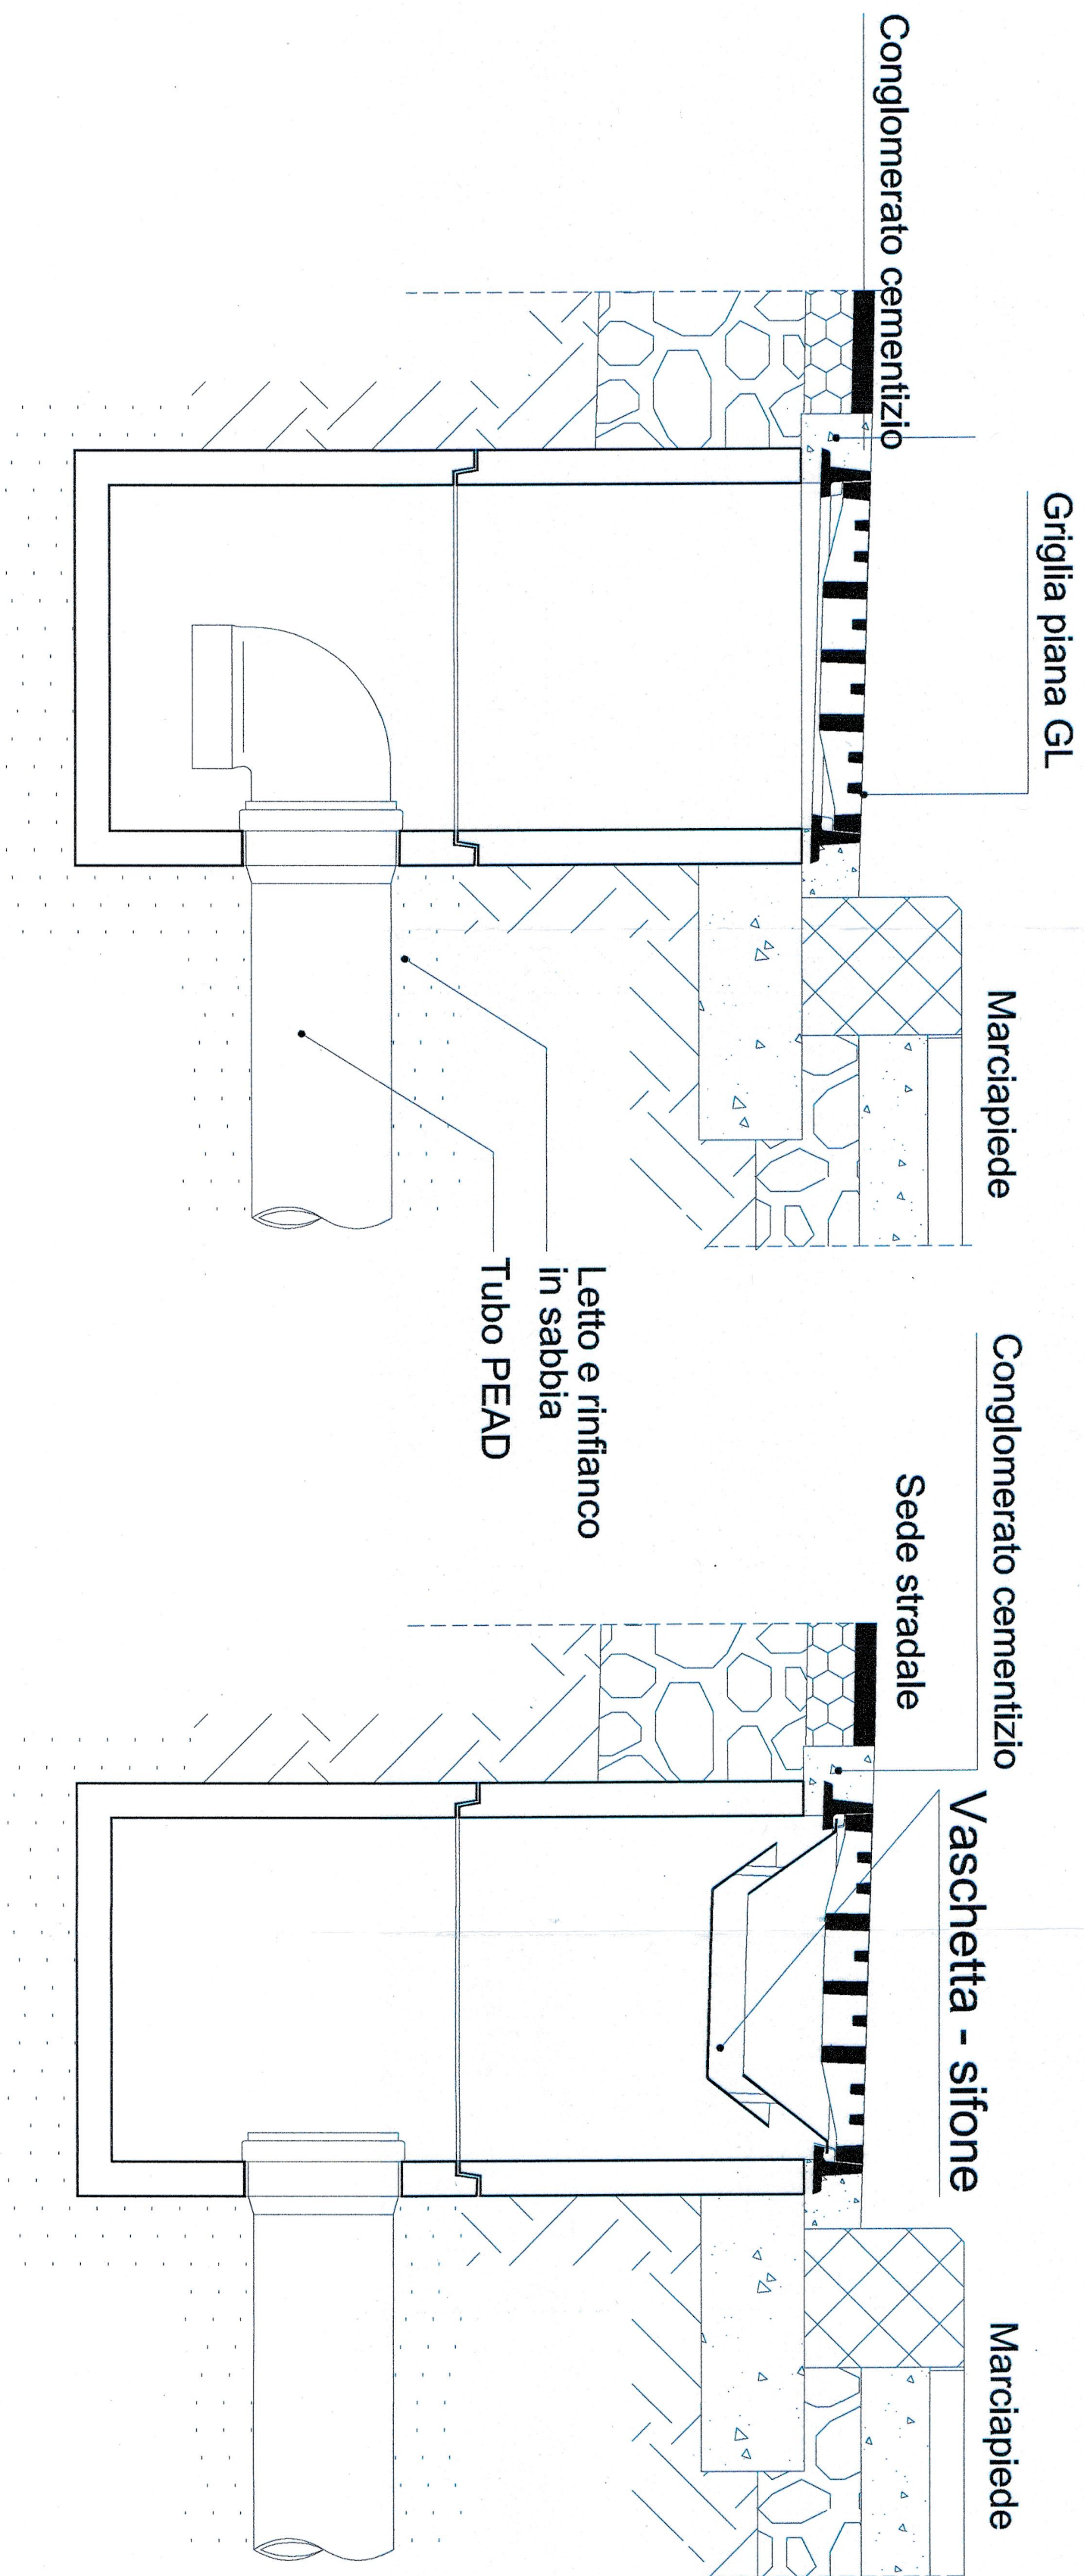 Conglomerato cementizio
Griglia piana GL
Marciapiede
Letto e rinfianco
in sabbia
Tubo PEAD
Conglomerato cementizio
Sede stradale
Vaschetta - sifone
Marciapiede